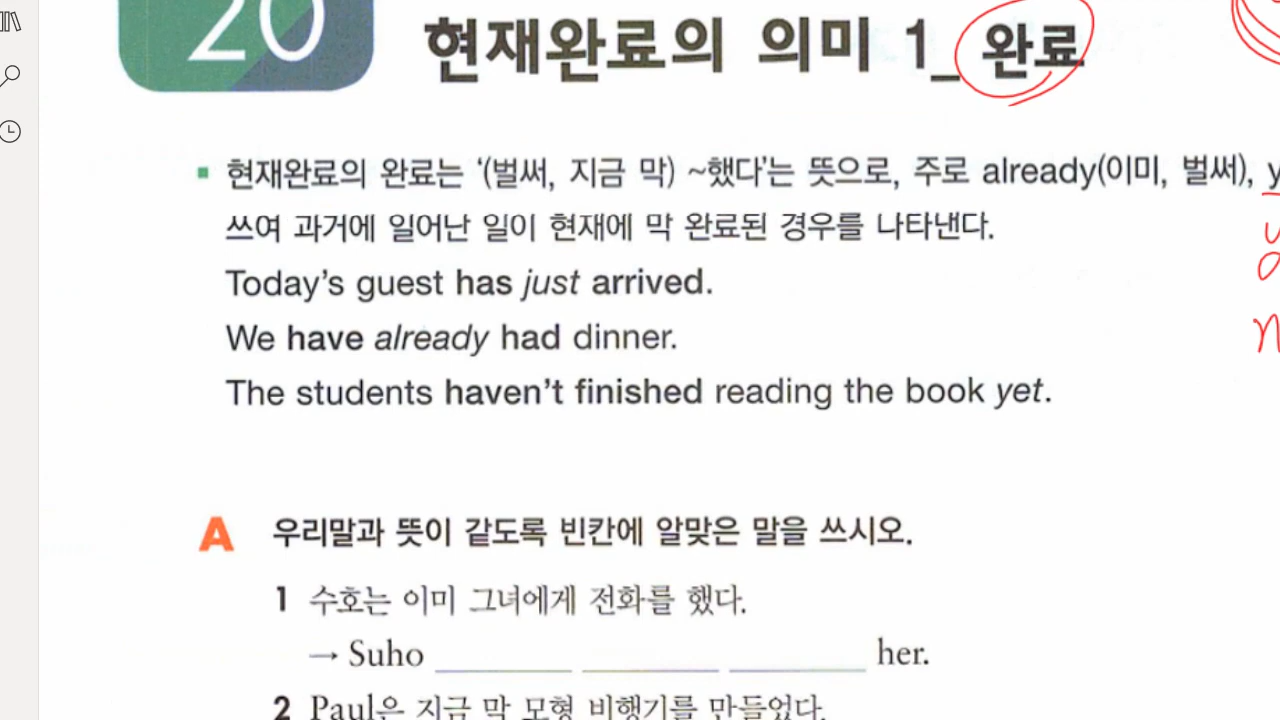 20
현재완료의 의미 1_ 완료
현재완료의 완료는 '(벌써, 지금 막) ~했다'는 뜻으로, 주로 already(이미, 벌써), y
쓰여 과거에 일어난 일이 현재에 막 완료된 경우를 나타낸다.
Today's guest has just arrived.
We have already had dinner.
The students haven't finished reading the book yet.
A 우리말과 뜻이 같도록 빈칸에 알맞은 말을 쓰시오.
1 수호는 이미 그녀에게 전화를 했다.
→ Suho ______ ______ ______ her.
2 Paul은 지금 막 모형 비행기를 만들었다.